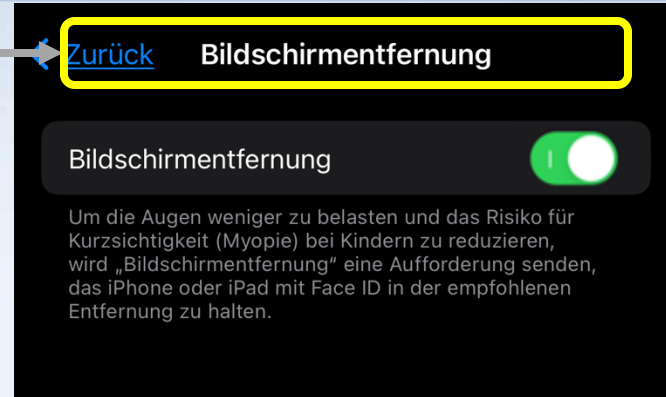 Zurück Bildschirmentfernung
Bildschirmentfernung
Um die Augen weniger zu belasten und das Risiko für
Kurzsichtigkeit (Myopie) bei Kindern zu reduzieren,
wird „Bildschirmentfernung“ eine Aufforderung senden,
das iPhone oder iPad mit Face ID in der empfohlenen
Entfernung zu halten.